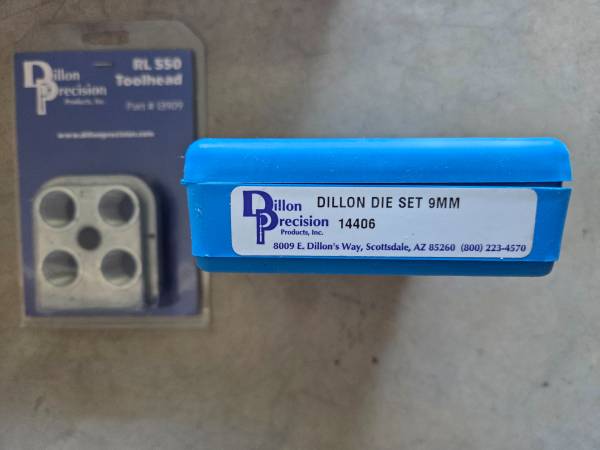 Dillon
Precision
Products, Inc.
RL 550
Toolhead
Part # 13909
www.dillonprecision.com
Dillon
Precision
Products, Inc.
DILLON DIE SET 9MM
14406
8009 E. Dillon's Way, Scottsdale, AZ 85260 (800) 223-4570